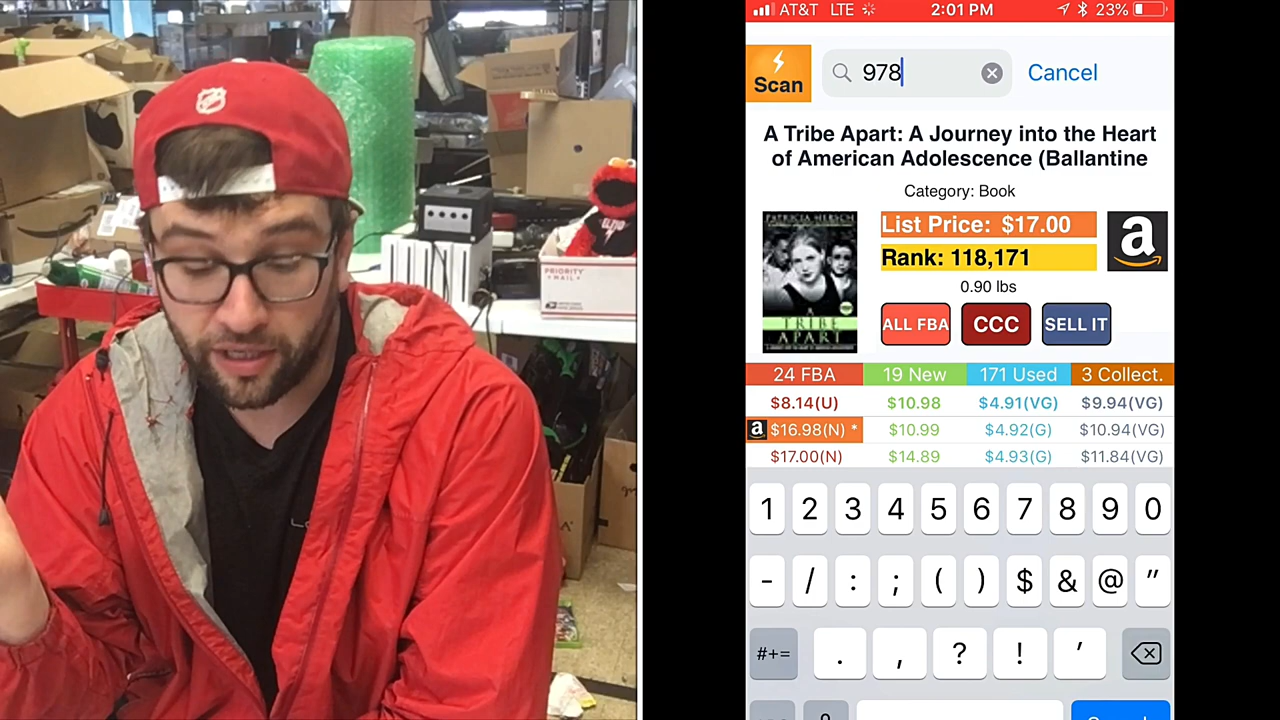 AT&T LTE 2:01 PM 23%
Scan
978
Cancel
A Tribe Apart: A Journey into the Heart
of American Adolescence (Ballantine
Category: Book
PATRICIA HERSCH
A
TRIBE
APART
List Price: $17.00
Rank: 118,171
0.90 lbs
a
ALL FBA
CCC
SELL IT
24 FBA 19 New 171 Used 3 Collect.
$8.14(U) $10.98 $4.91(VG) $9.94(VG)
a $16.98(N) * $10.99 $4.92(G) $10.94(VG)
$17.00(N) $14.89 $4.93(G) $11.84(VG)
1 2 3 4 5 6 7 8 9 0
- / : ; ( ) $ & @ "
#+= . , ? ! '
NHL
PRIORITY
MAIL
ELMO